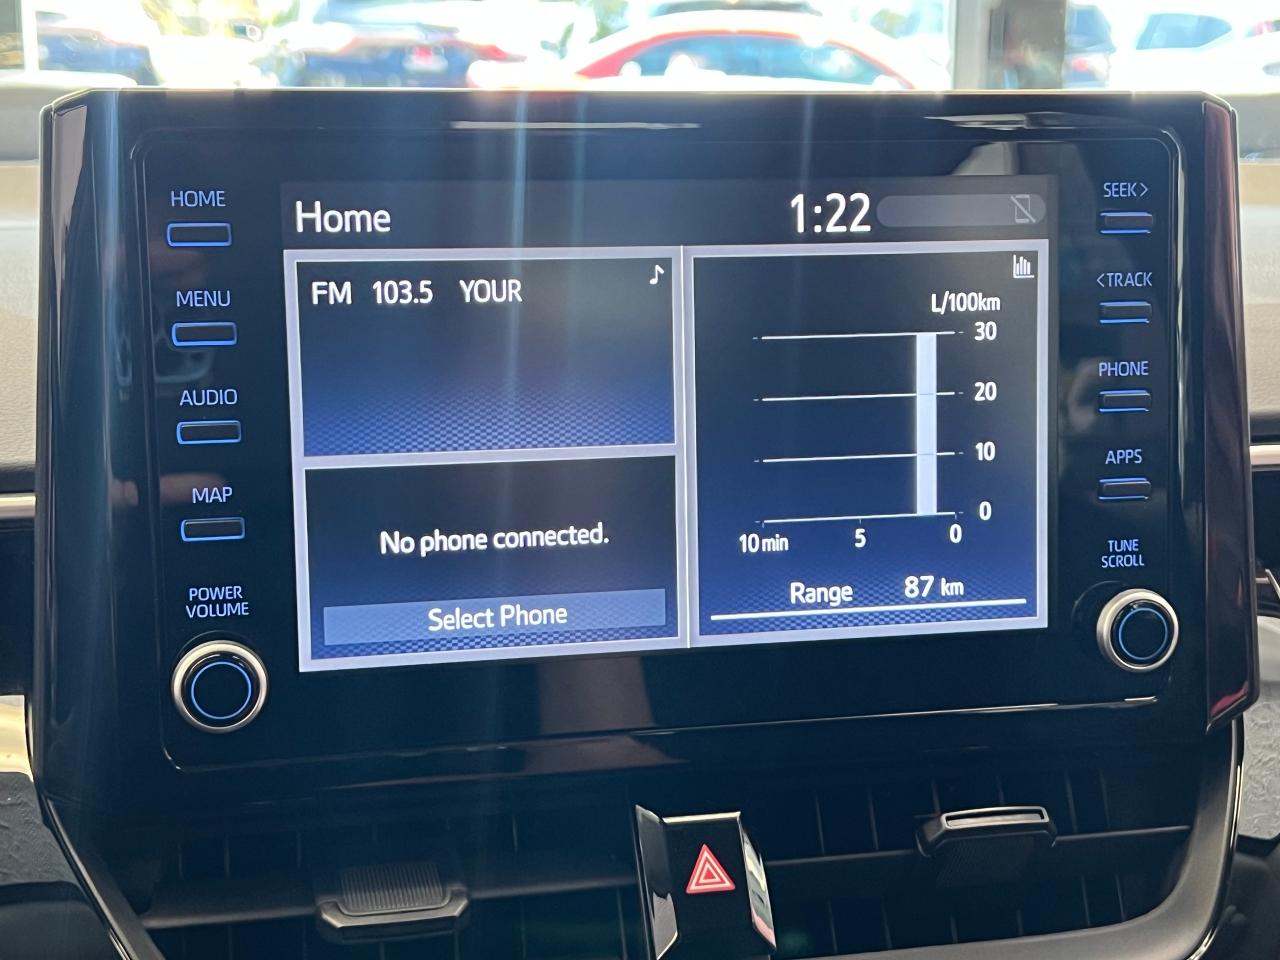 HOME
MENU
AUDIO
MAP
POWER
VOLUME
Home
1:22
FM 103.5 YOUR
No phone connected.
Select Phone
L/100km
30
20
10
0
10 min 5 0
Range 87 km
SEEK >
< TRACK
PHONE
APPS
TUNE
SCROLL